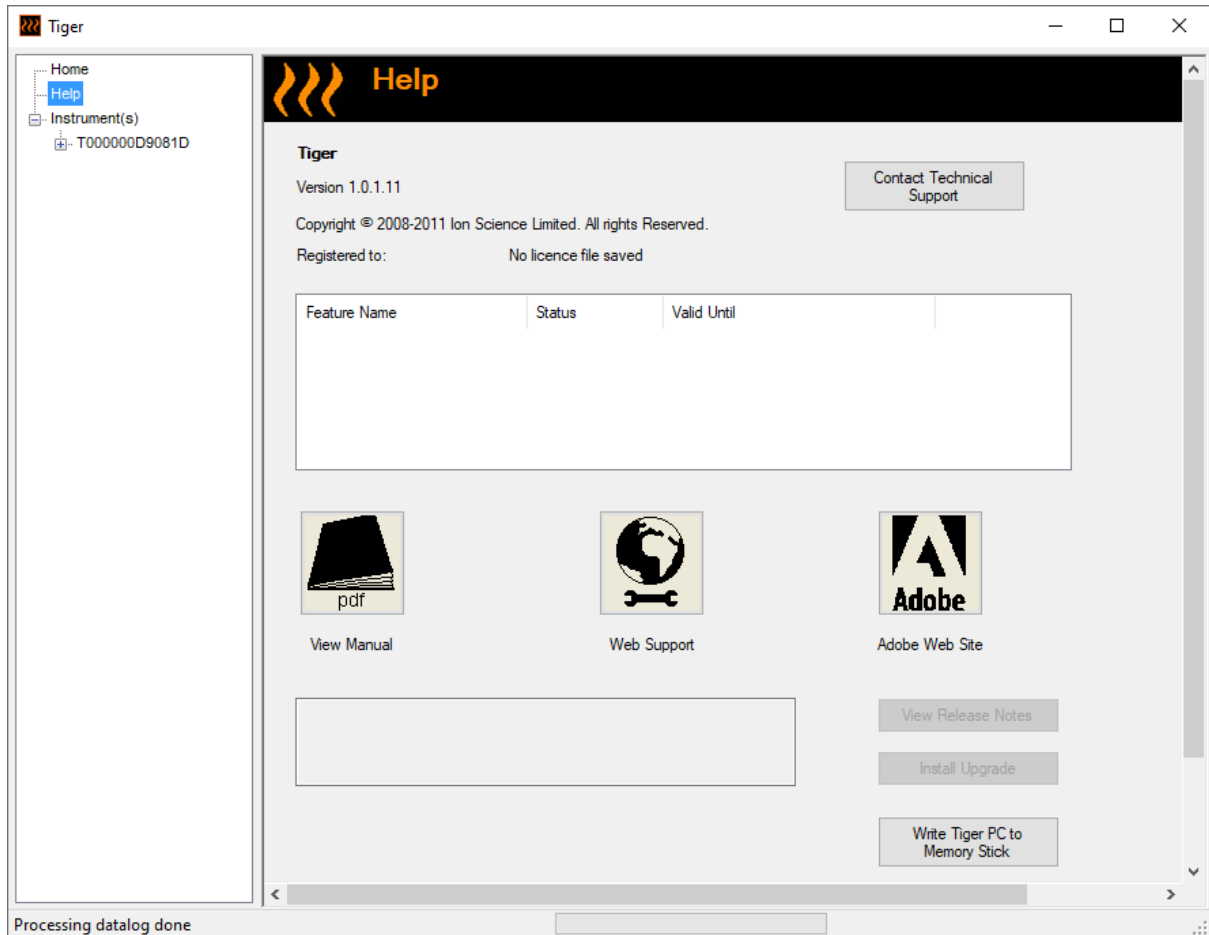 Tiger
Home
Help
Instrument(s)
T000000D9081D
Help
Tiger
Version 1.0.1.11
Contact Technical
Support
Copyright © 2008-2011 Ion Science Limited. All rights Reserved.
Registered to: No licence file saved
Feature Name Status Valid Until
pdf
Adobe
View Manual Web Support Adobe Web Site
View Release Notes
Install Upgrade
Write Tiger PC to
Memory Stick
Processing datalog done